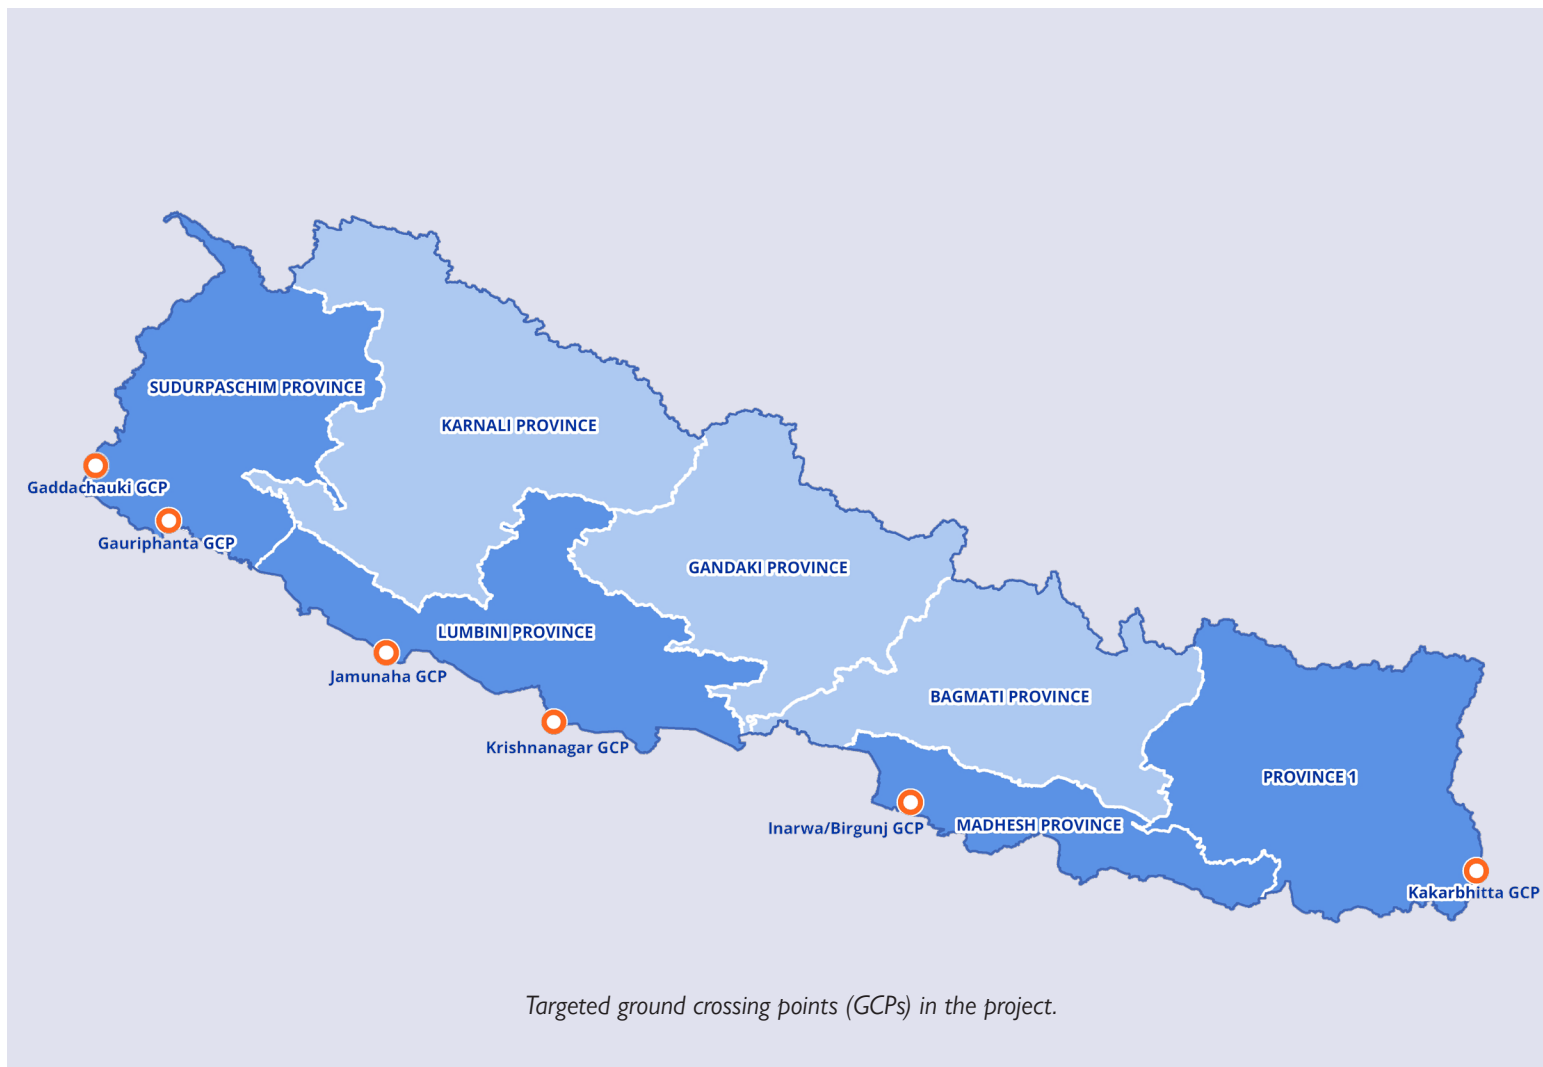 SUDURPASCHIM PROVINCE
KARNALI PROVINCE
Gaddachauki GCP
Gauriphanta GCP
GANDAKI PROVINCE
LUMBINI PROVINCE
Jamunaha GCP
BAGMATI PROVINCE
Krishnanagar GCP
PROVINCE 1
Inarwa/Birgunj GCP
MADHESH PROVINCE
Kakarbhitta GCP
Targeted ground crossing points (GCPs) in the project.